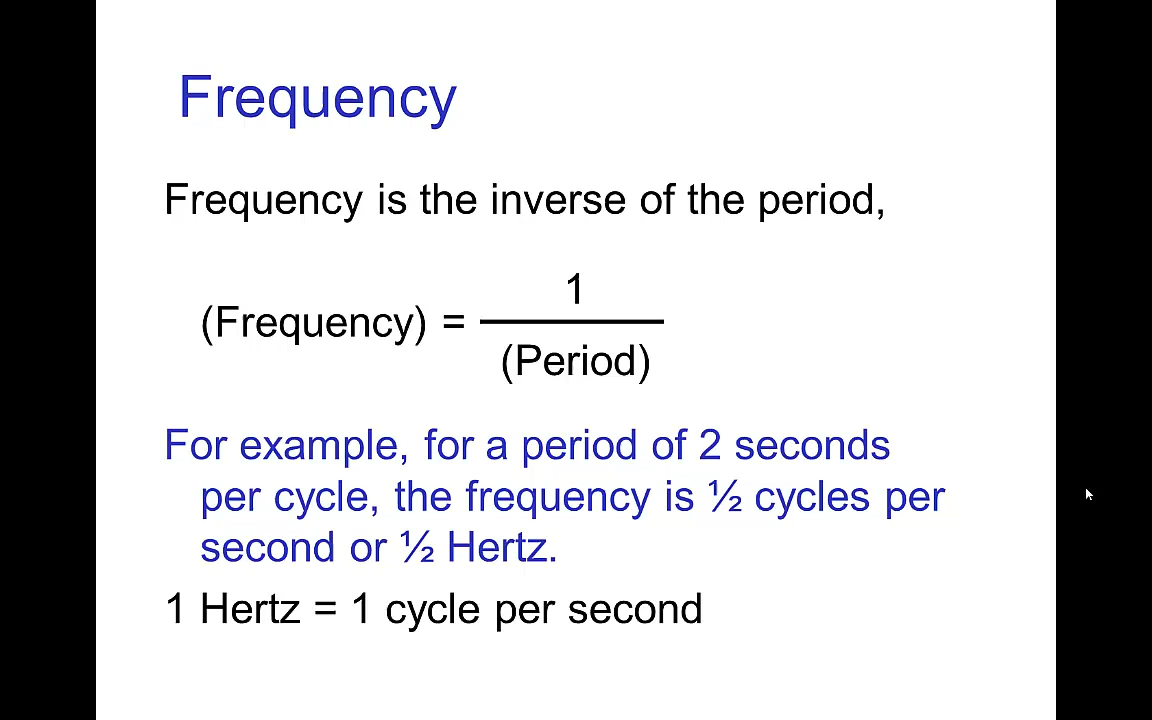 Frequency
Frequency is the inverse of the period,
1
(Frequency) =
(Period)
For example, for a period of 2 seconds
per cycle, the frequency is ½ cycles per
second or ½ Hertz.
1 Hertz = 1 cycle per second